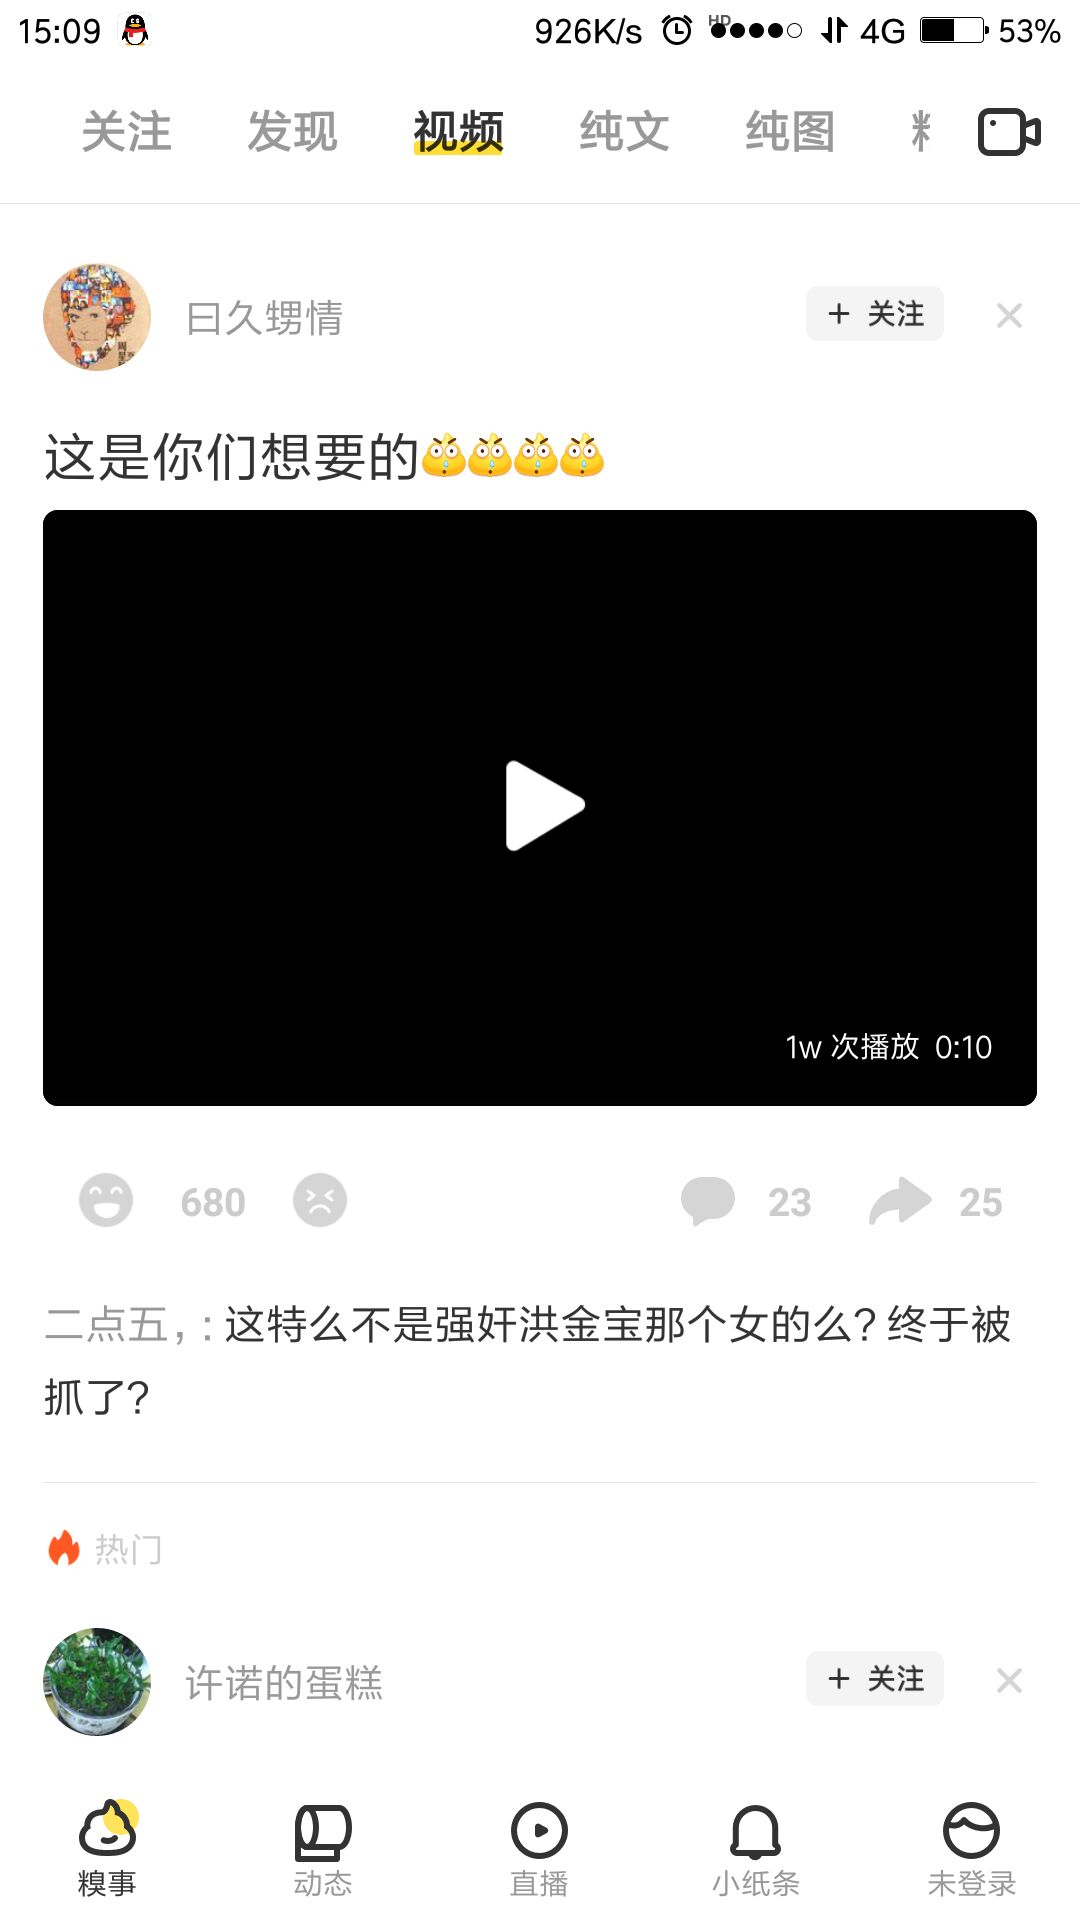 15:09 926K/s HD 4G 53%
关注 发现 视频 纯文 纯图
曰久甥情 + 关注
这是你们想要的
1w 次播放 0:10
680 23 25
二点五，: 这特么不是强奸洪金宝那个女的么? 终于被
抓了?
热门
许诺的蛋糕 + 关注
糗事 动态 直播 小纸条 未登录